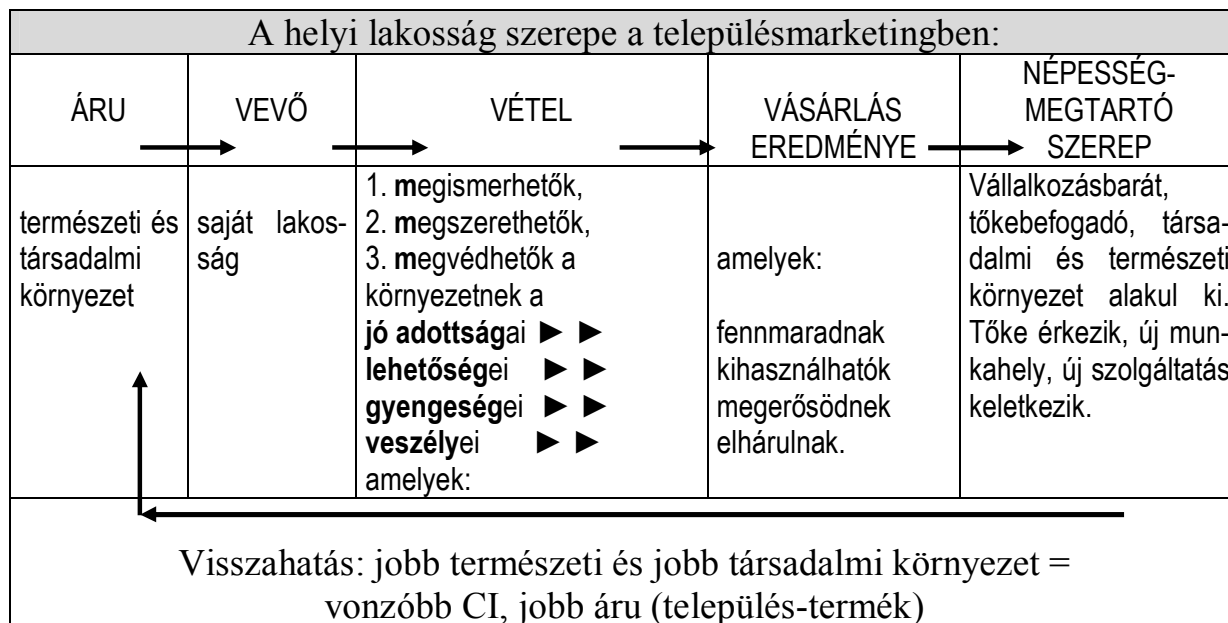 A helyi lakosság szerepe a településmarketingben:
ÁRU
VEVŐ
VÉTEL
VÁSÁRLÁS
EREDMÉNYE
NÉPESSÉG-
MEGTARTÓ
SZEREP
természeti és
társadalmi
környezet
saját lakos-
ság
1. megismerhetők,
2. megszerethetők,
3. megvédhetők a
környezetnek a
jó adottságai ► ►
lehetőségei ► ►
gyengeségei ► ►
veszélyei ► ►
amelyek:
amelyek:
fennmaradnak
kihasználhatók
megerősödnek
elhárulnak.
Vállalkozásbarát,
tőkebefogadó, társa-
dalmi és természeti
környezet alakul ki.
Tőke érkezik, új mun-
kahely, új szolgáltatás
keletkezik.
Visszahatás: jobb természeti és jobb társadalmi környezet =
vonzóbb CI, jobb áru (település-termék)